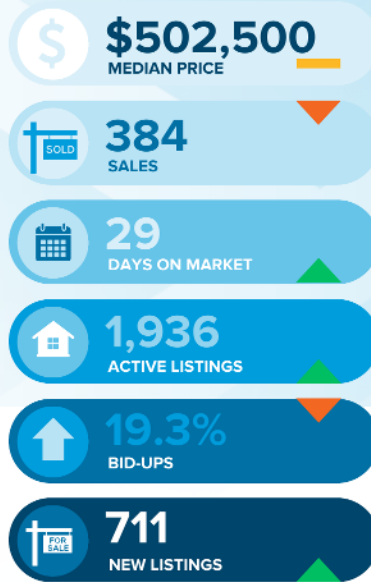 $502,500
MEDIAN PRICE
SOLD
384
SALES
29
DAYS ON MARKET
1,936
ACTIVE LISTINGS
19.3%
BID-UPS
FOR
SALE
711
NEW LISTINGS